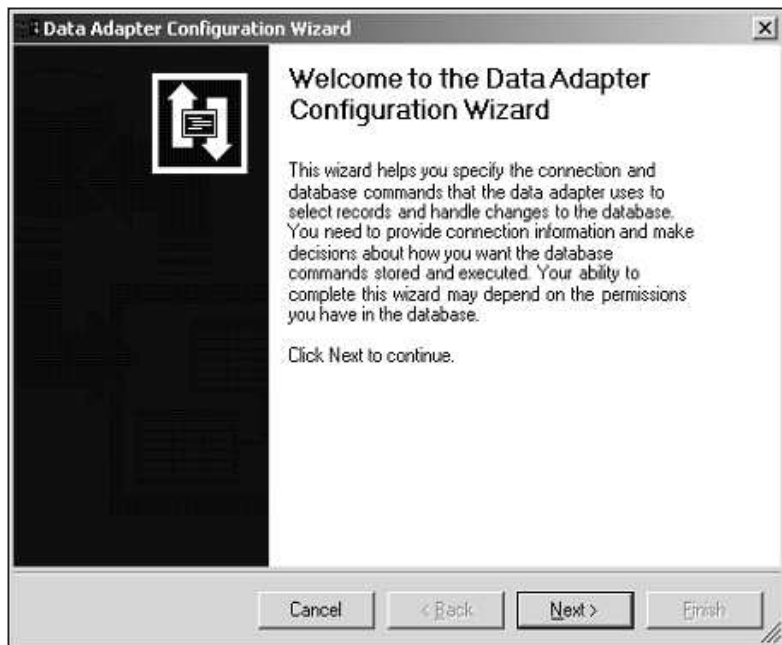 Data Adapter Configuration Wizard
Welcome to the Data Adapter
Configuration Wizard
This wizard helps you specify the connection and
database commands that the data adapter uses to
select records and handle changes to the database.
You need to provide connection information and make
decisions about how you want the database
commands stored and executed. Your ability to
complete this wizard may depend on the permissions
you have in the database.
Click Next to continue.
Cancel
< Back
Next >
Finish